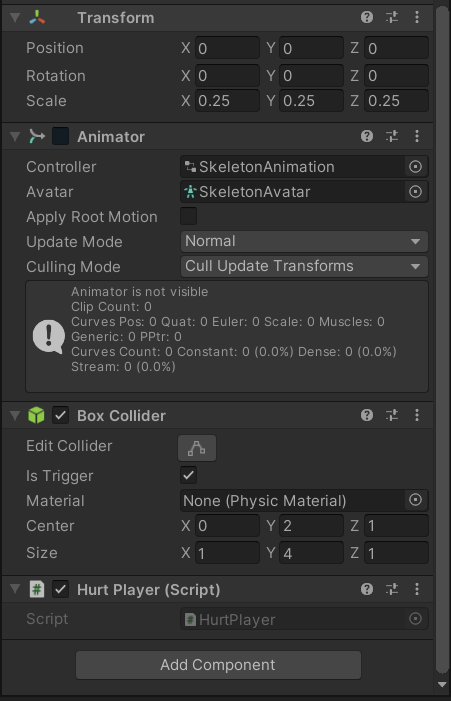 Transform
Position X 0 Y 0 Z 0
Rotation X 0 Y 0 Z 0
Scale X 0.25 Y 0.25 Z 0.25
Animator
Controller SkeletonAnimation
Avatar SkeletonAvatar
Apply Root Motion
Update Mode Normal
Culling Mode Cull Update Transforms
Animator is not visible
Clip Count: 0
Curves Pos: 0 Quat: 0 Euler: 0 Scale: 0 Muscles: 0
Generic: 0 PPtr: 0
Curves Count: 0 Constant: 0 (0.0%) Dense: 0 (0.0%)
Stream: 0 (0.0%)
Box Collider
Edit Collider
Is Trigger
Material None (Physic Material)
Center X 0 Y 2 Z 1
Size X 1 Y 4 Z 1
# Hurt Player (Script)
Script # HurtPlayer
Add Component